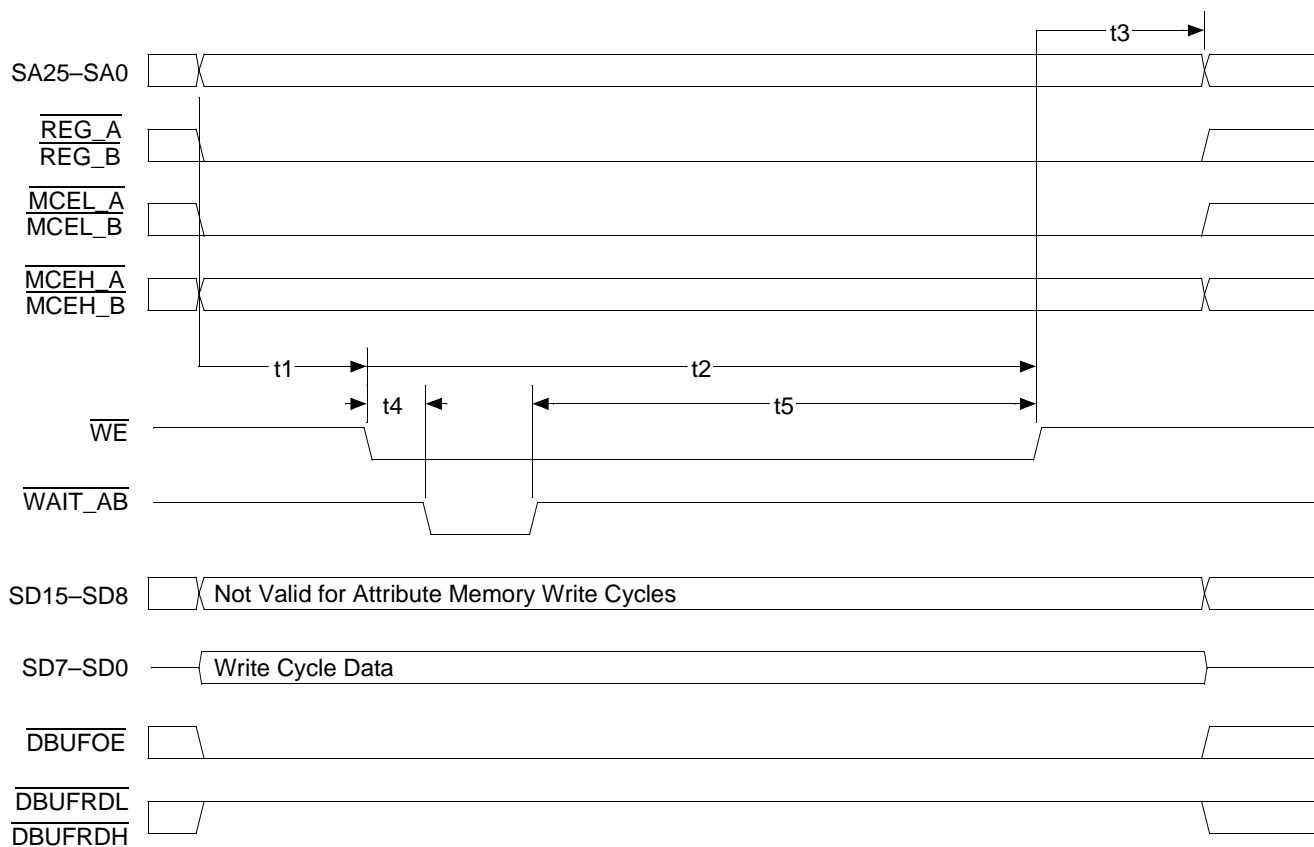 t3
SA25–SA0
REG_A
REG_B
MCEL_A
MCEL_B
MCEH_A
MCEH_B
t1
t2
t4
t5
WE
WAIT_AB
SD15–SD8
Not Valid for Attribute Memory Write Cycles
SD7–SD0
Write Cycle Data
DBUFOE
DBUFRDL
DBUFRDH